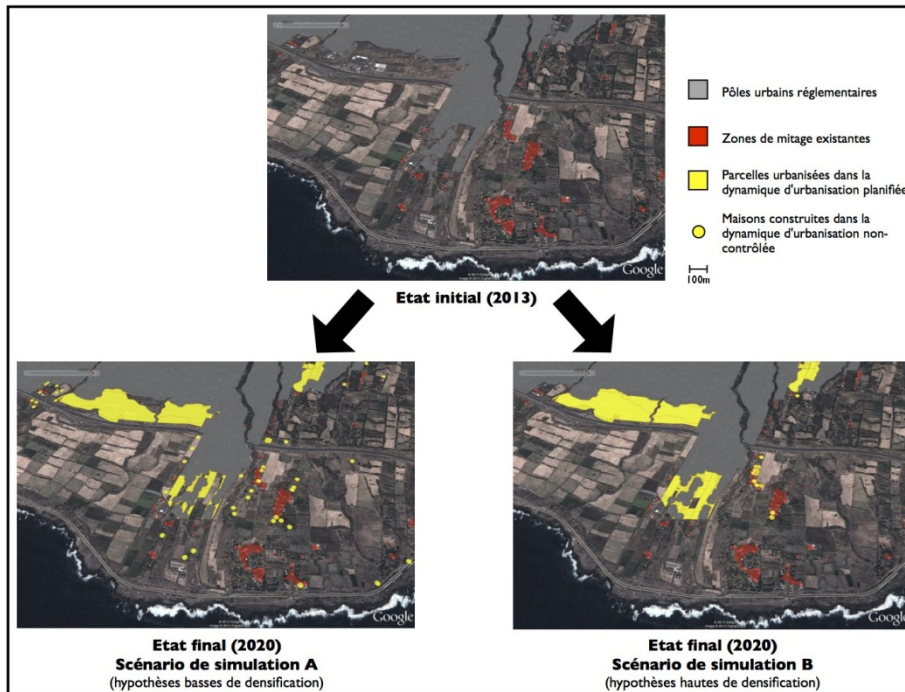 Pôles urbains réglementaires
Zones de mitage existantes
Parcelles urbanisées dans la
dynamique d'urbanisation planifiée
Maisons construites dans la
dynamique d'urbanisation non-
contrôlée
100m
Google
Etat initial (2013)
Google
Google
Etat final (2020)
Scénario de simulation A
(hypothèses basses de densification)
Etat final (2020)
Scénario de simulation B
(hypothèses hautes de densification)